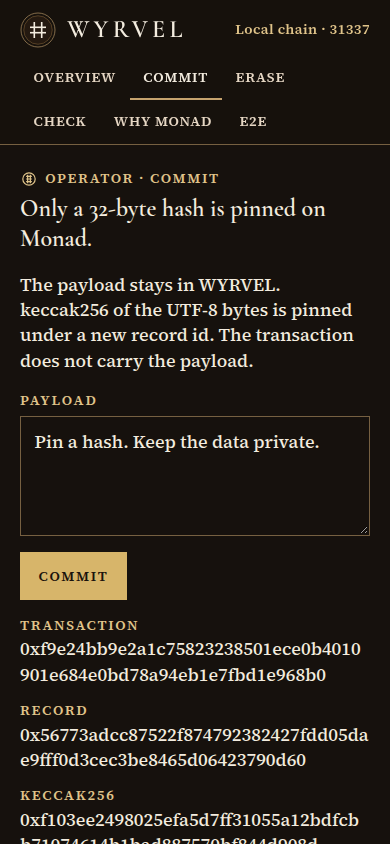 WYRVEL
Local chain · 31337
OVERVIEW
COMMIT
ERASE
CHECK
WHY MONAD
E2E
OPERATOR · COMMIT
Only a 32-byte hash is pinned on
Monad.
The payload stays in WYRVEL.
keccak256 of the UTF-8 bytes is pinned
under a new record id. The transaction
does not carry the payload.
PAYLOAD
Pin a hash. Keep the data private.
COMMIT
TRANSACTION
0xf9e24bb9e2a1c75823238501ece0b4010
901e684e0bd78a94eb1e7fbd1e968b0
RECORD
0x56773adcc87522f874792382427fdd05da
e9fff0d3cec3be8465d06423790d60
KECCAK256
0xf103ee2498025efa5d7ff31055a12bdfcb